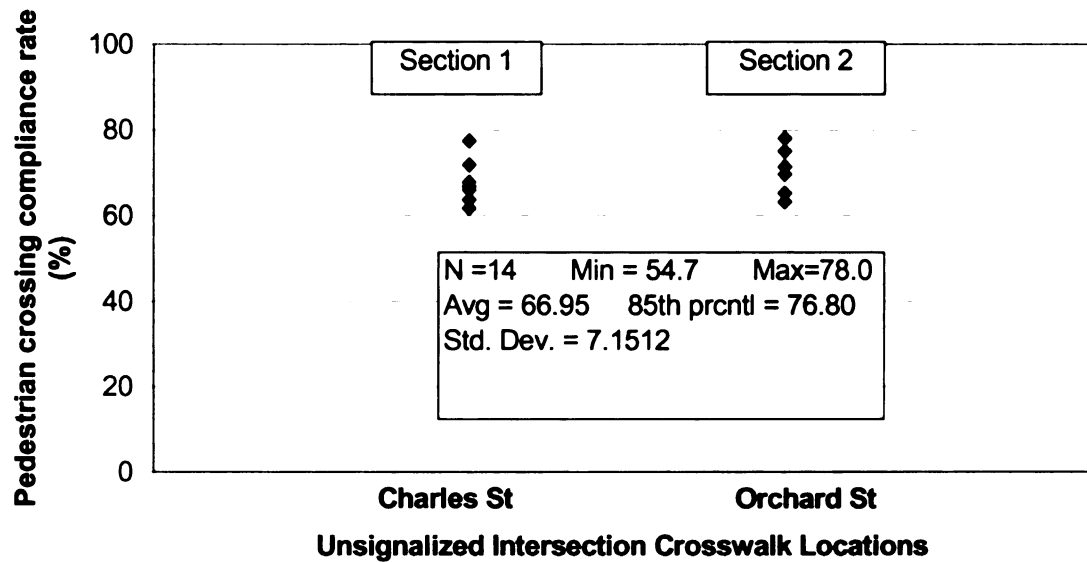 Pedestrian crossing compliance rate
(%)
100
80
60
40
20
0
Section 1
Section 2
N =14 Min = 54.7 Max=78.0
Avg = 66.95 85th prcntl = 76.80
Std. Dev. = 7.1512
Charles St
Orchard St
Unsignalized Intersection Crosswalk Locations